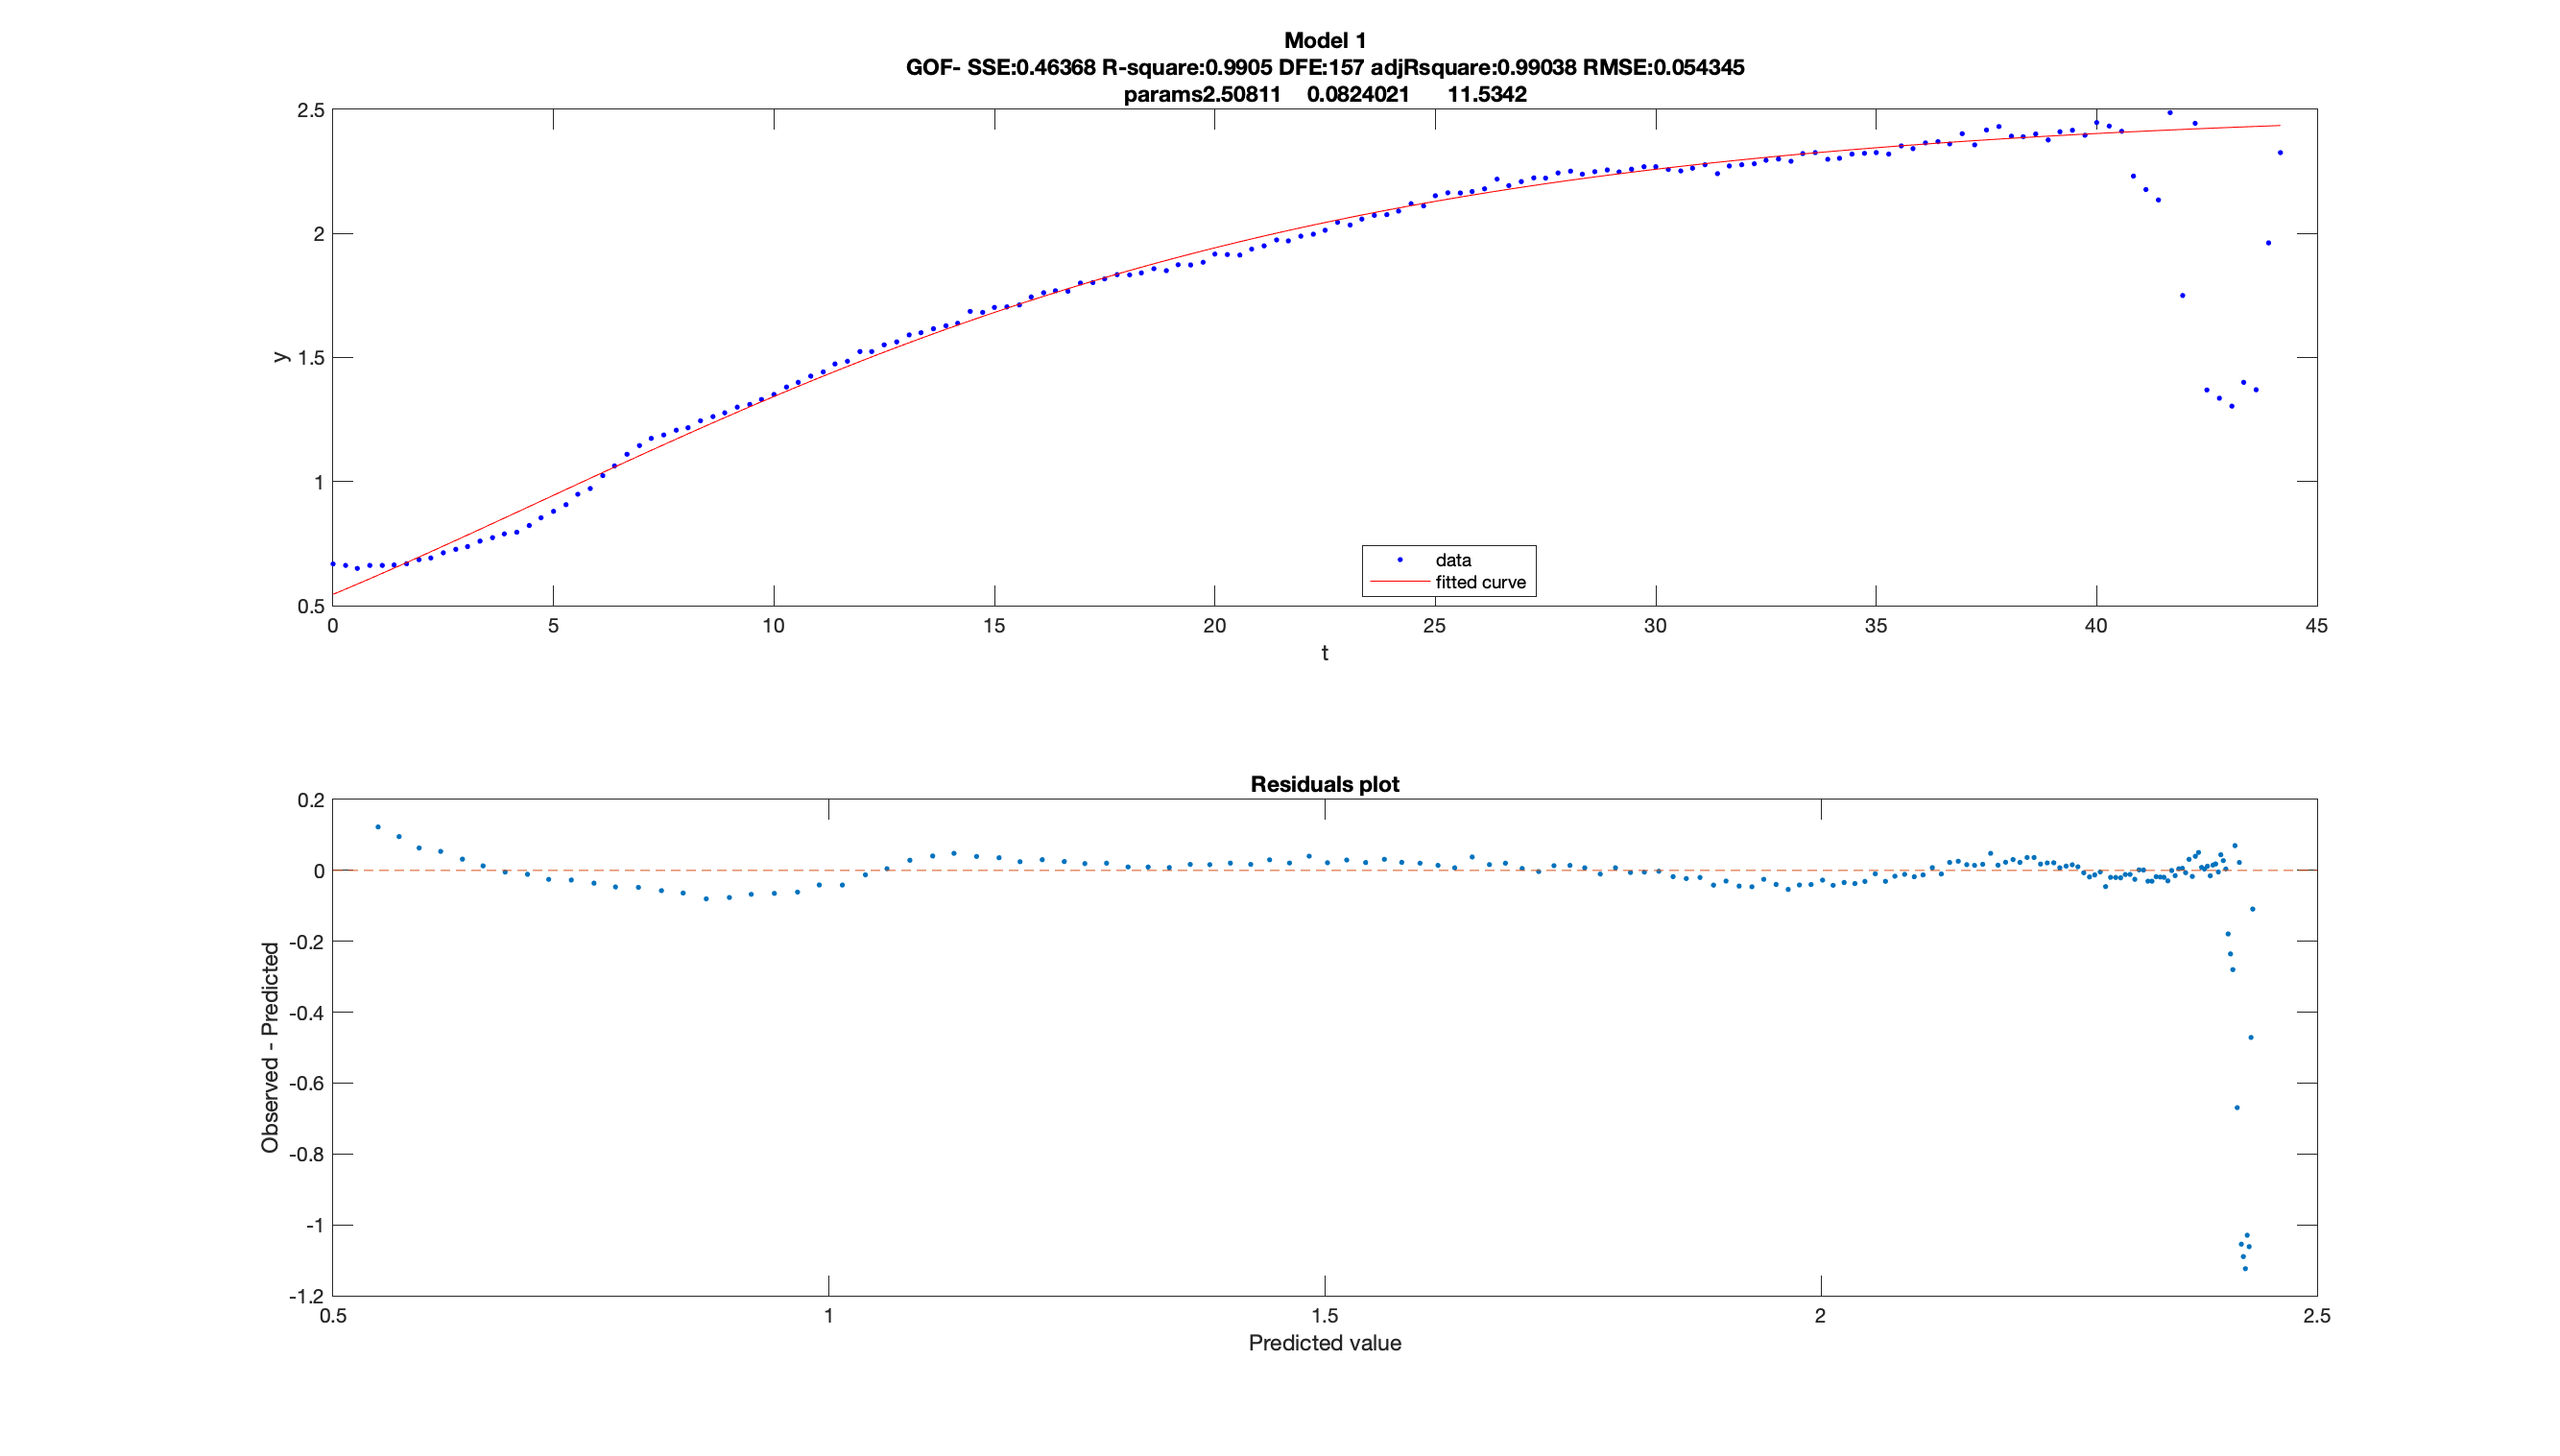 Model 1
GOF- SSE:0.46368 R-square:0.9905 DFE:157 adjRsquare:0.99038 RMSE:0.054345
params2.50811 0.0824021 11.5342
2.5
2
1.5
1
0.5
y
data
fitted curve
0 5 10 15 20 25 30 35 40 45
t
Residuals plot
0.2
0
-0.2
-0.4
-0.6
-0.8
-1
-1.2
Observed - Predicted
0.5 1 1.5 2 2.5
Predicted value